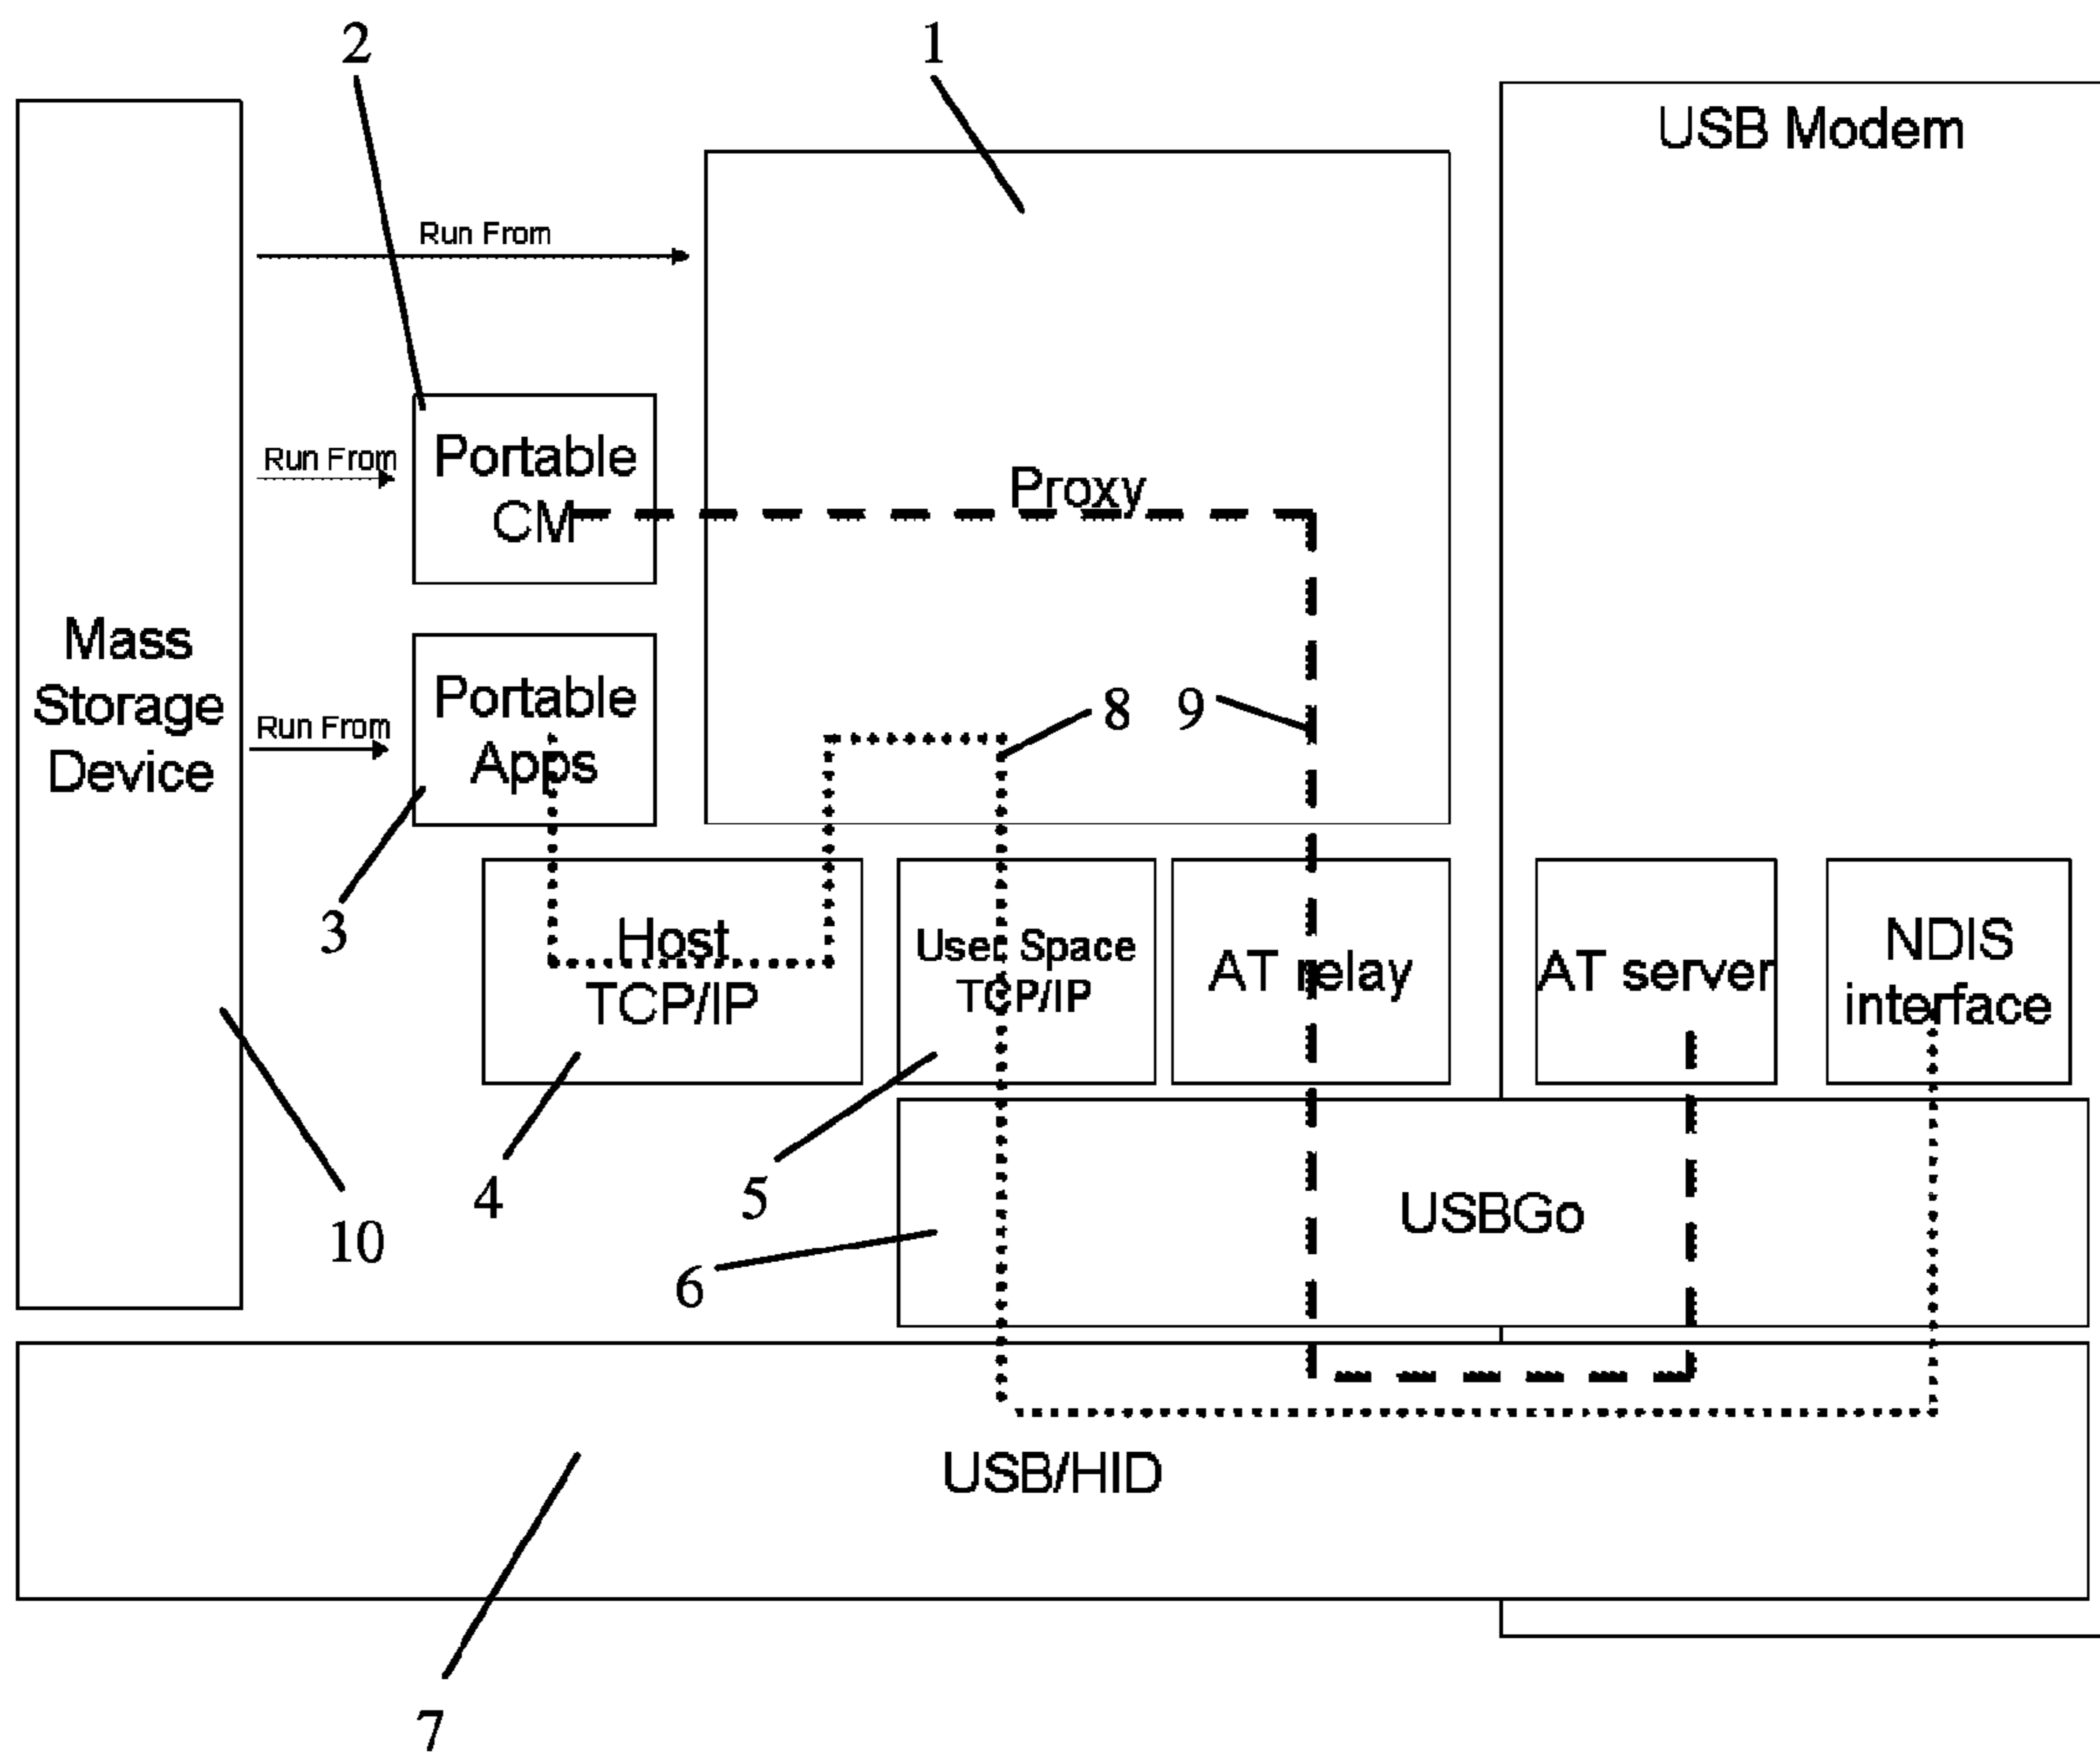 2
1
USB Modem
Run From
Run From
Portable
CM
Proxy
Mass
Storage
Device
Run From
Portable
Apps
8
9
3
Host
TCP/IP
User Space
TCP/IP
AT relay
AT server
NDIS
interface
4
5
10
6
USBGo
USB/HID
7